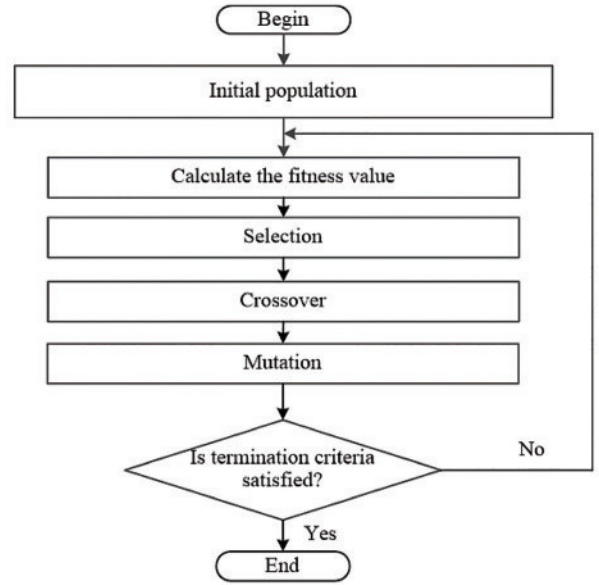 Begin
Initial population
Calculate the fitness value
Selection
Crossover
Mutation
Is termination criteria
satisfied?
No
Yes
End